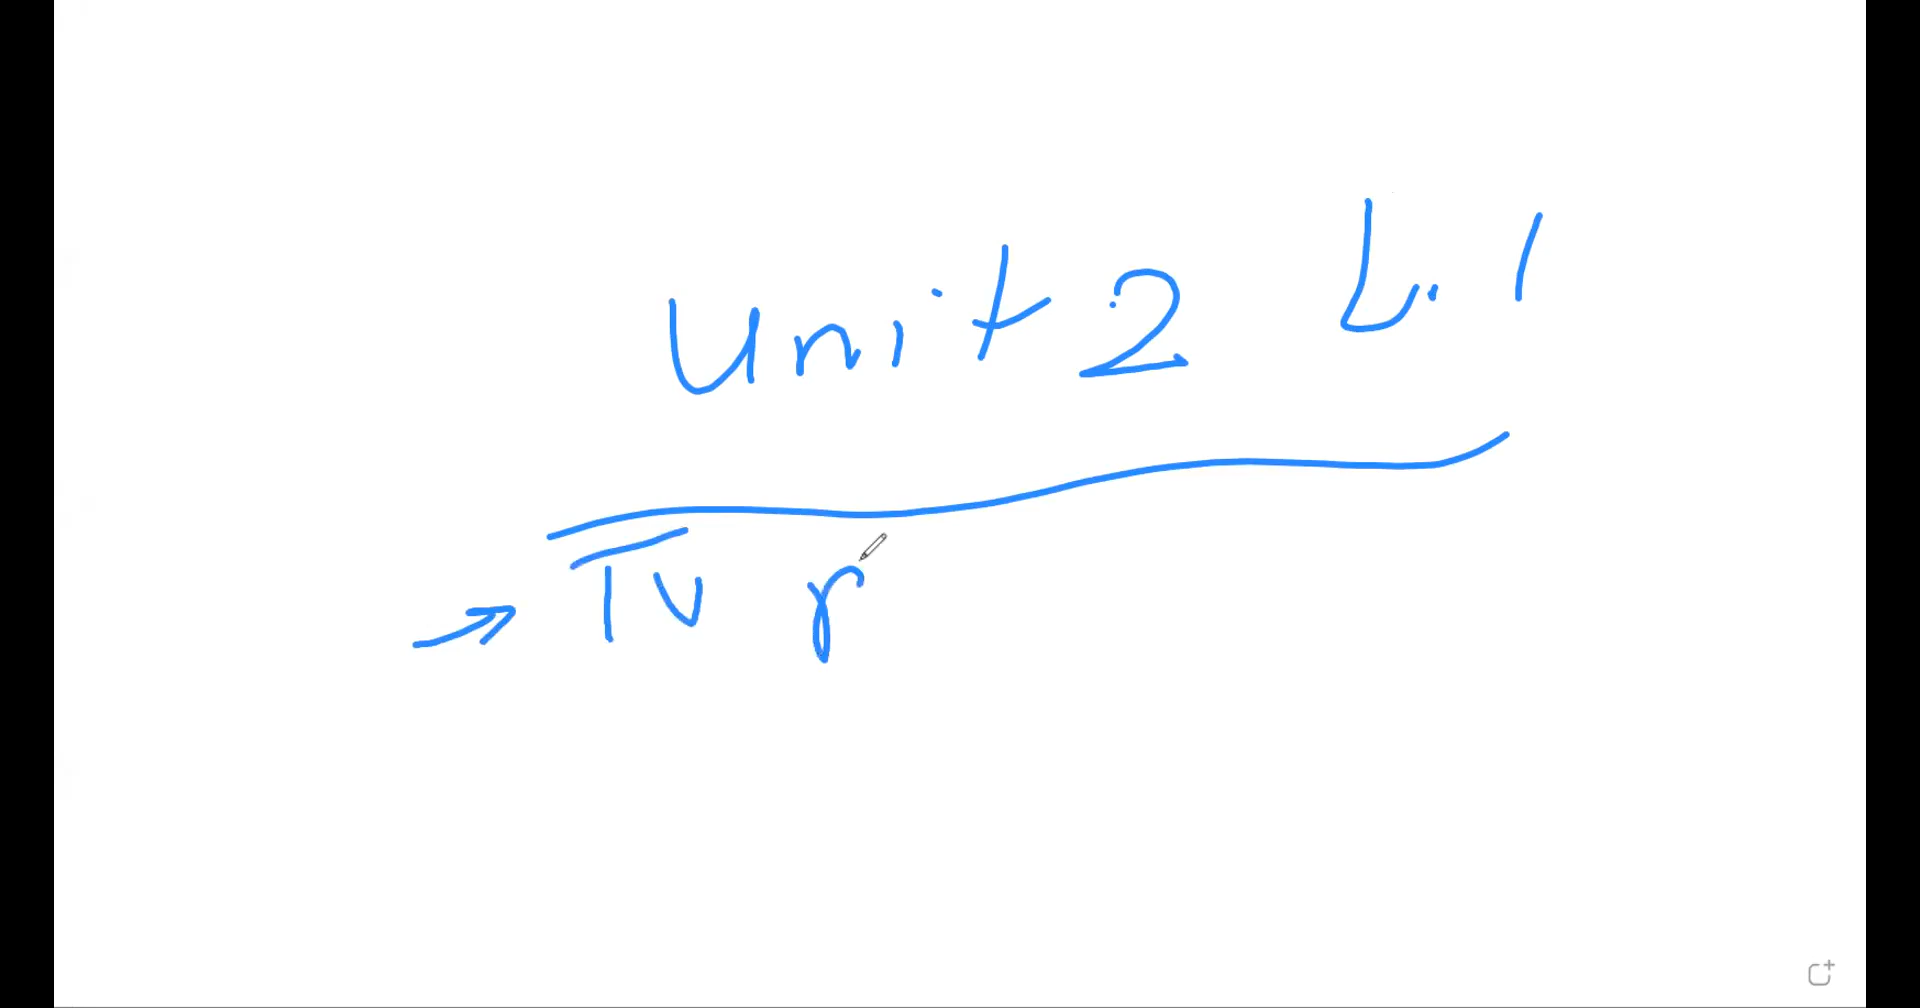 Unit 2 L. 1
→ TV r